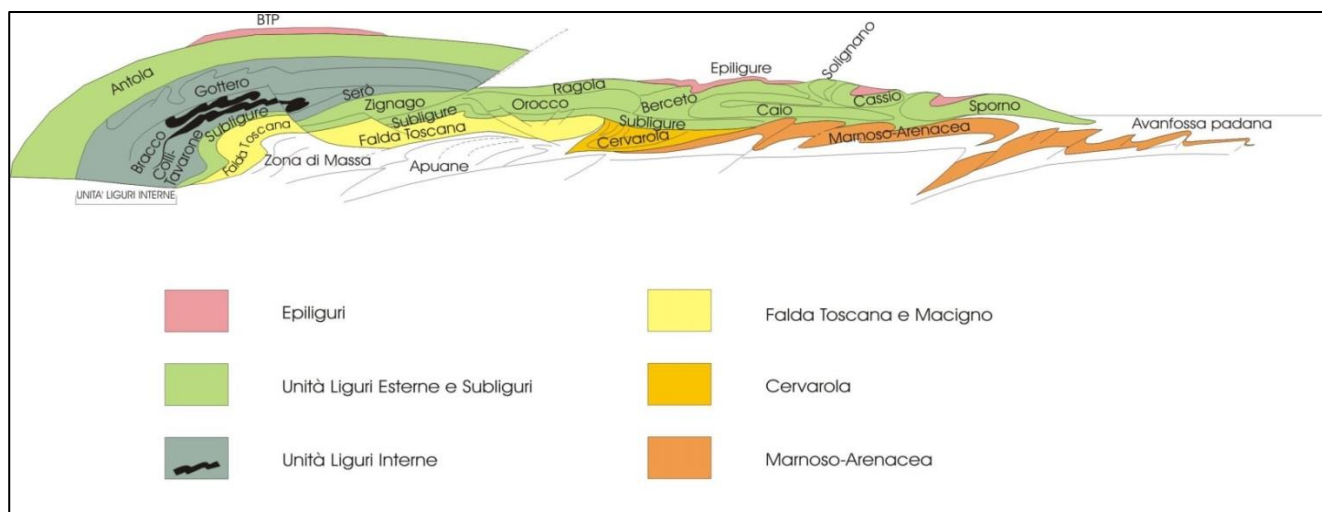 BTP
Antola
Gottero
Serò
Bracco
Colli-
Tavarone
Subligure
Falda Toscana
UNITA' LIGURI INTERNE
Zignago
Subligure
Falda Toscana
Zona di Massa
Apuane
Ragola
Orocco
Epiligure
Berceto
Subligure
Cervarola
Caio
Solignano
Cassio
Sporno
Marnoso-Arenacea
Avanfossa padana
Epiliguri
Falda Toscana e Macigno
Unità Liguri Esterne e Subliguri
Cervarola
Unità Liguri Interne
Marnoso-Arenacea